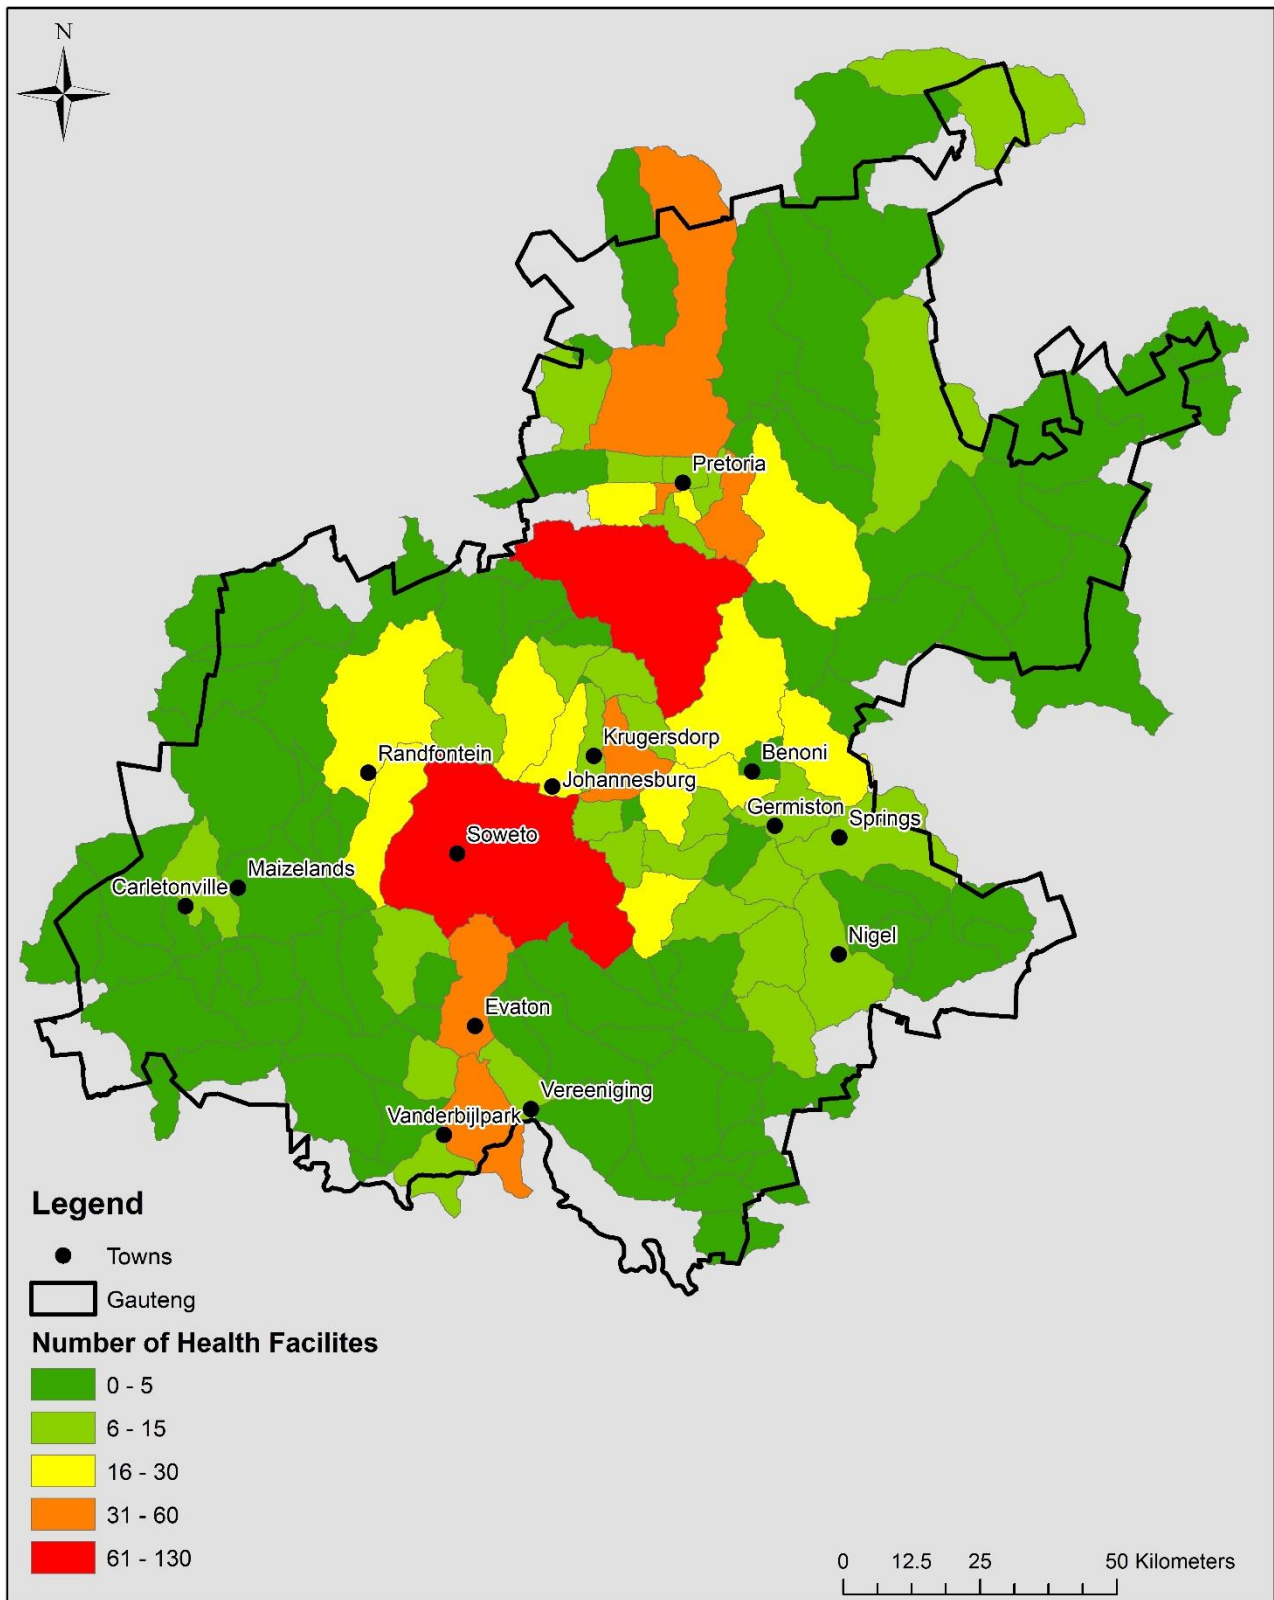 N
Pretoria
Krugersdorp
Randfontein
Benoni
Johannesburg
Germiston
Springs
Soweto
Maizelands
Carletonville
Nigel
Evaton
Vereeniging
Vanderbijlpark
Legend
Towns
Gauteng
Number of Health Facilites
0 - 5
6 - 15
16 - 30
31 - 60
61 - 130
0 12.5 25 50 Kilometers